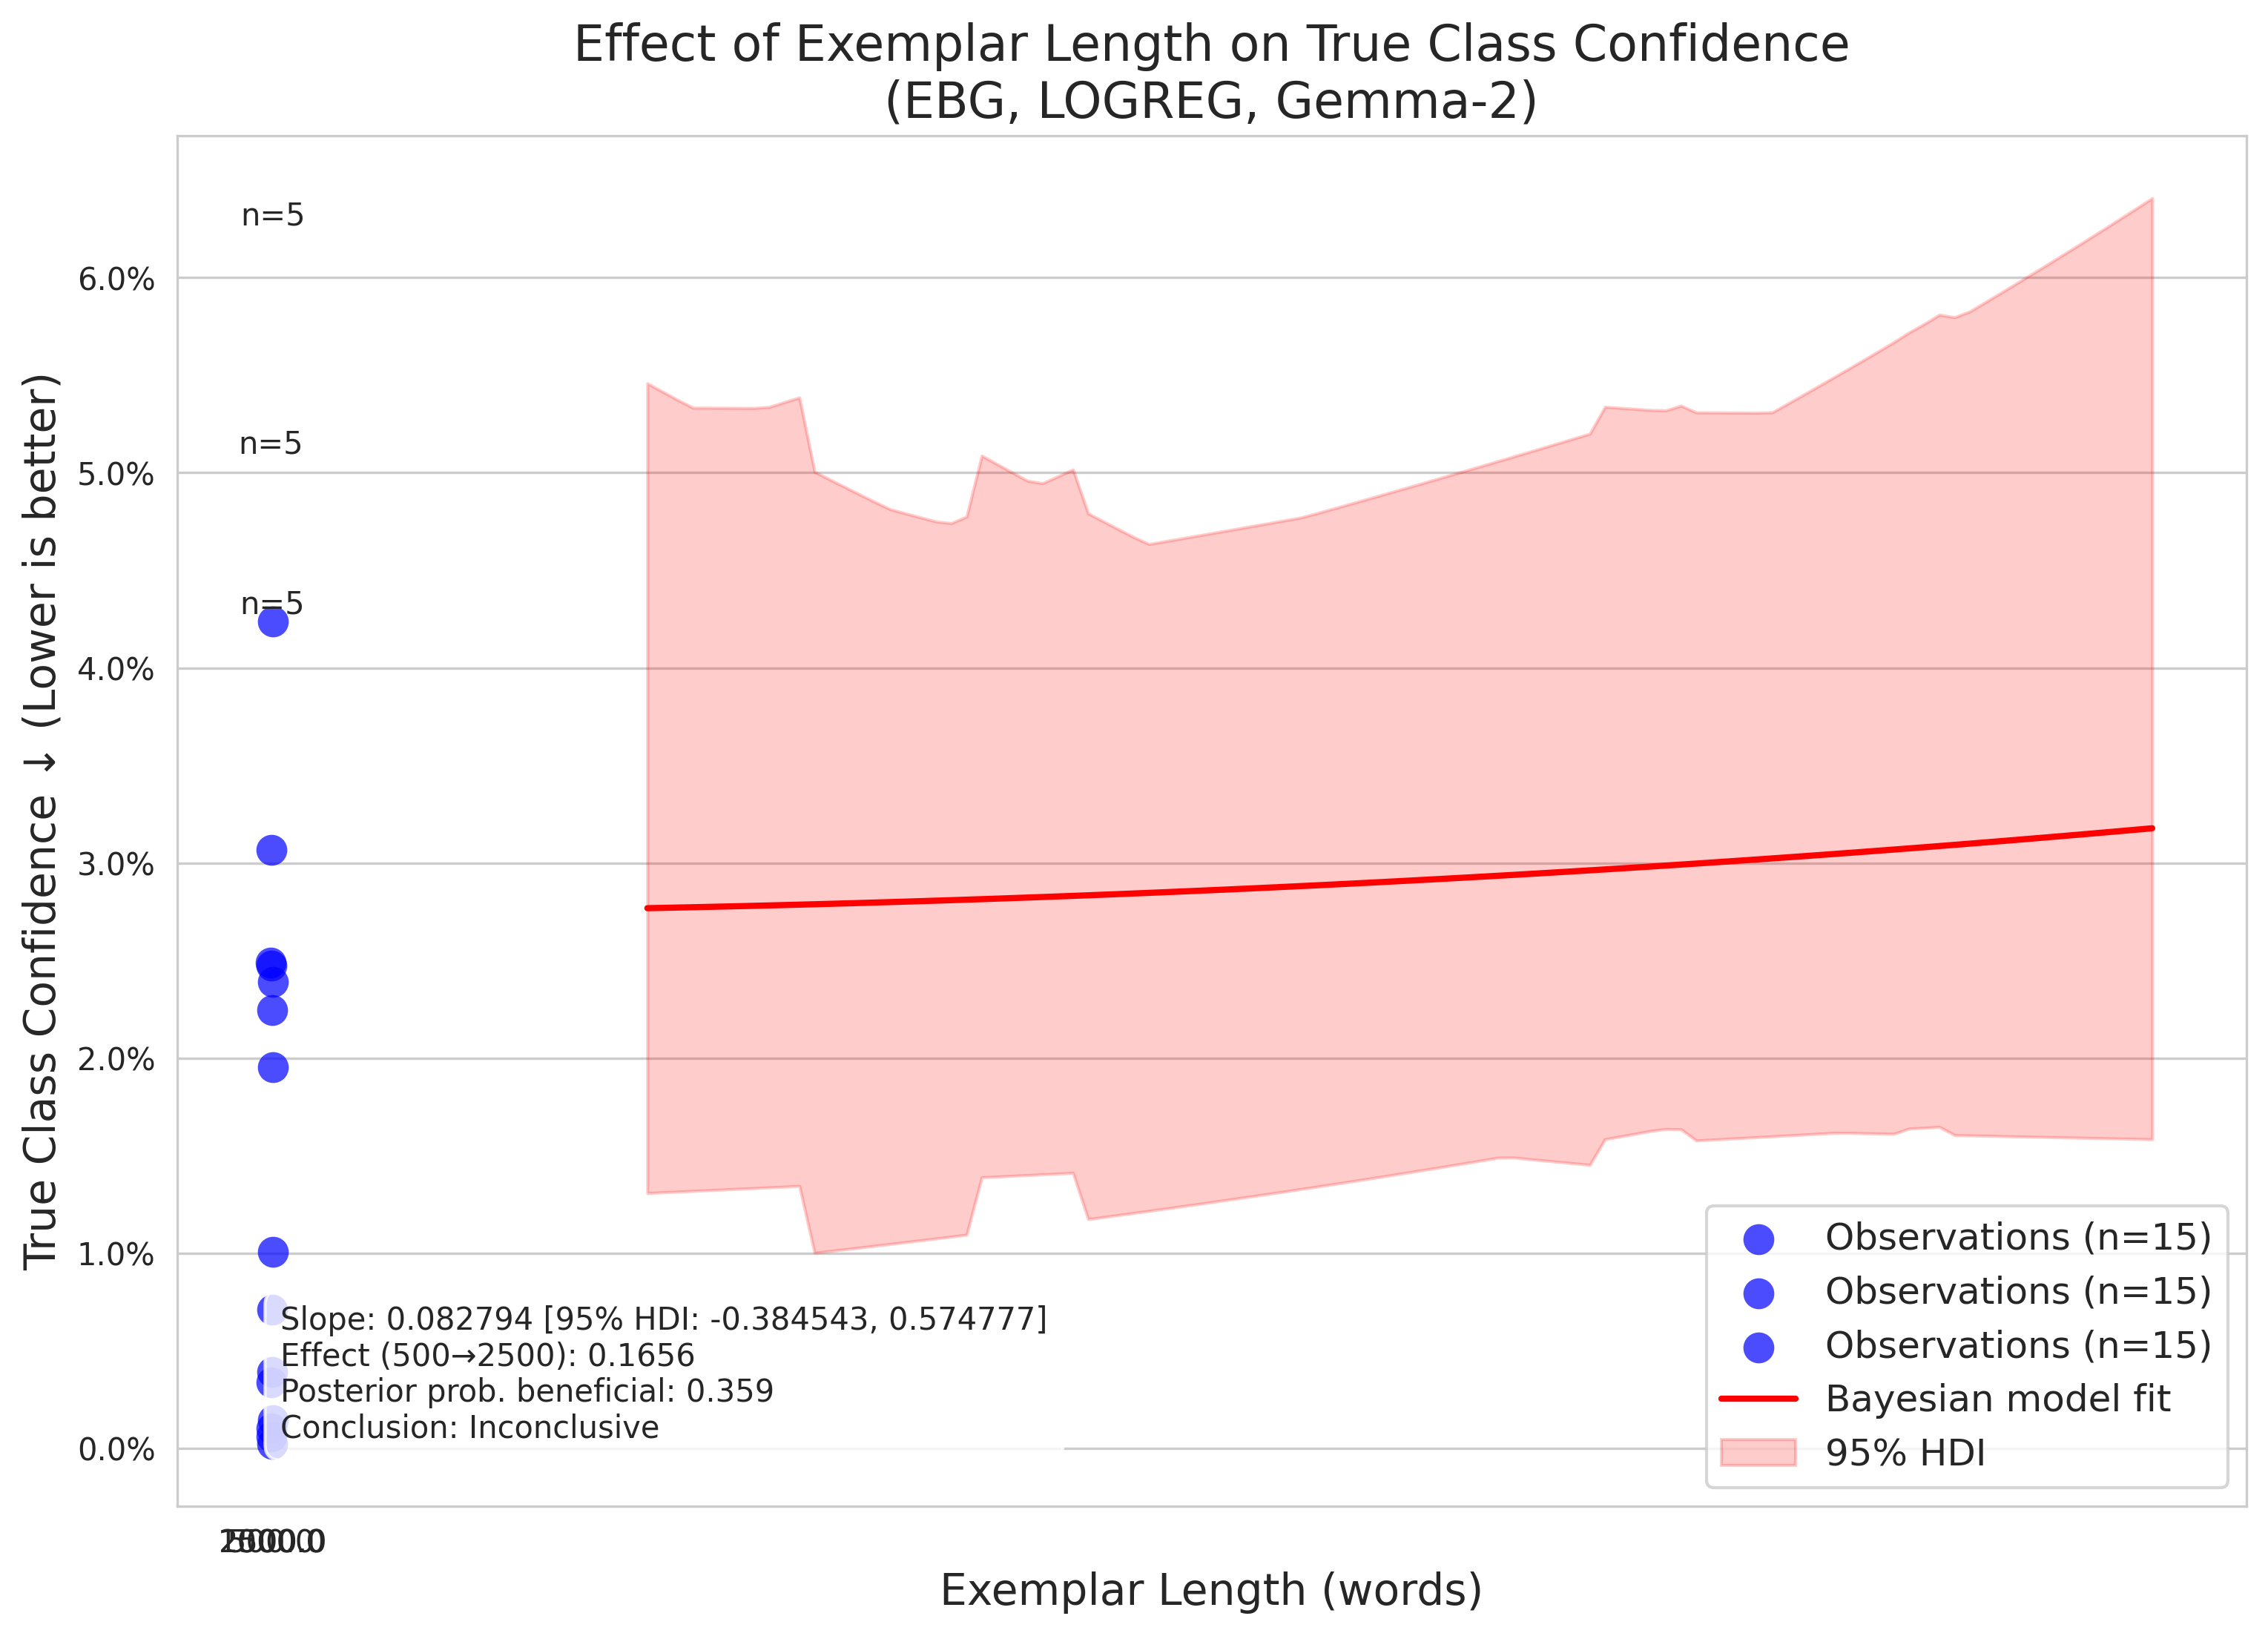 Effect of Exemplar Length on True Class Confidence
(EBG, LOGREG, Gemma-2)
True Class Confidence ↓ (Lower is better)
6.0%
5.0%
4.0%
3.0%
2.0%
1.0%
0.0%
n=5
n=5
n=5
Slope: 0.082794 [95% HDI: -0.384543, 0.574777]
Effect (500→2500): 0.1656
Posterior prob. beneficial: 0.359
Conclusion: Inconclusive
Observations (n=15)
Observations (n=15)
Observations (n=15)
Bayesian model fit
95% HDI
Exemplar Length (words)